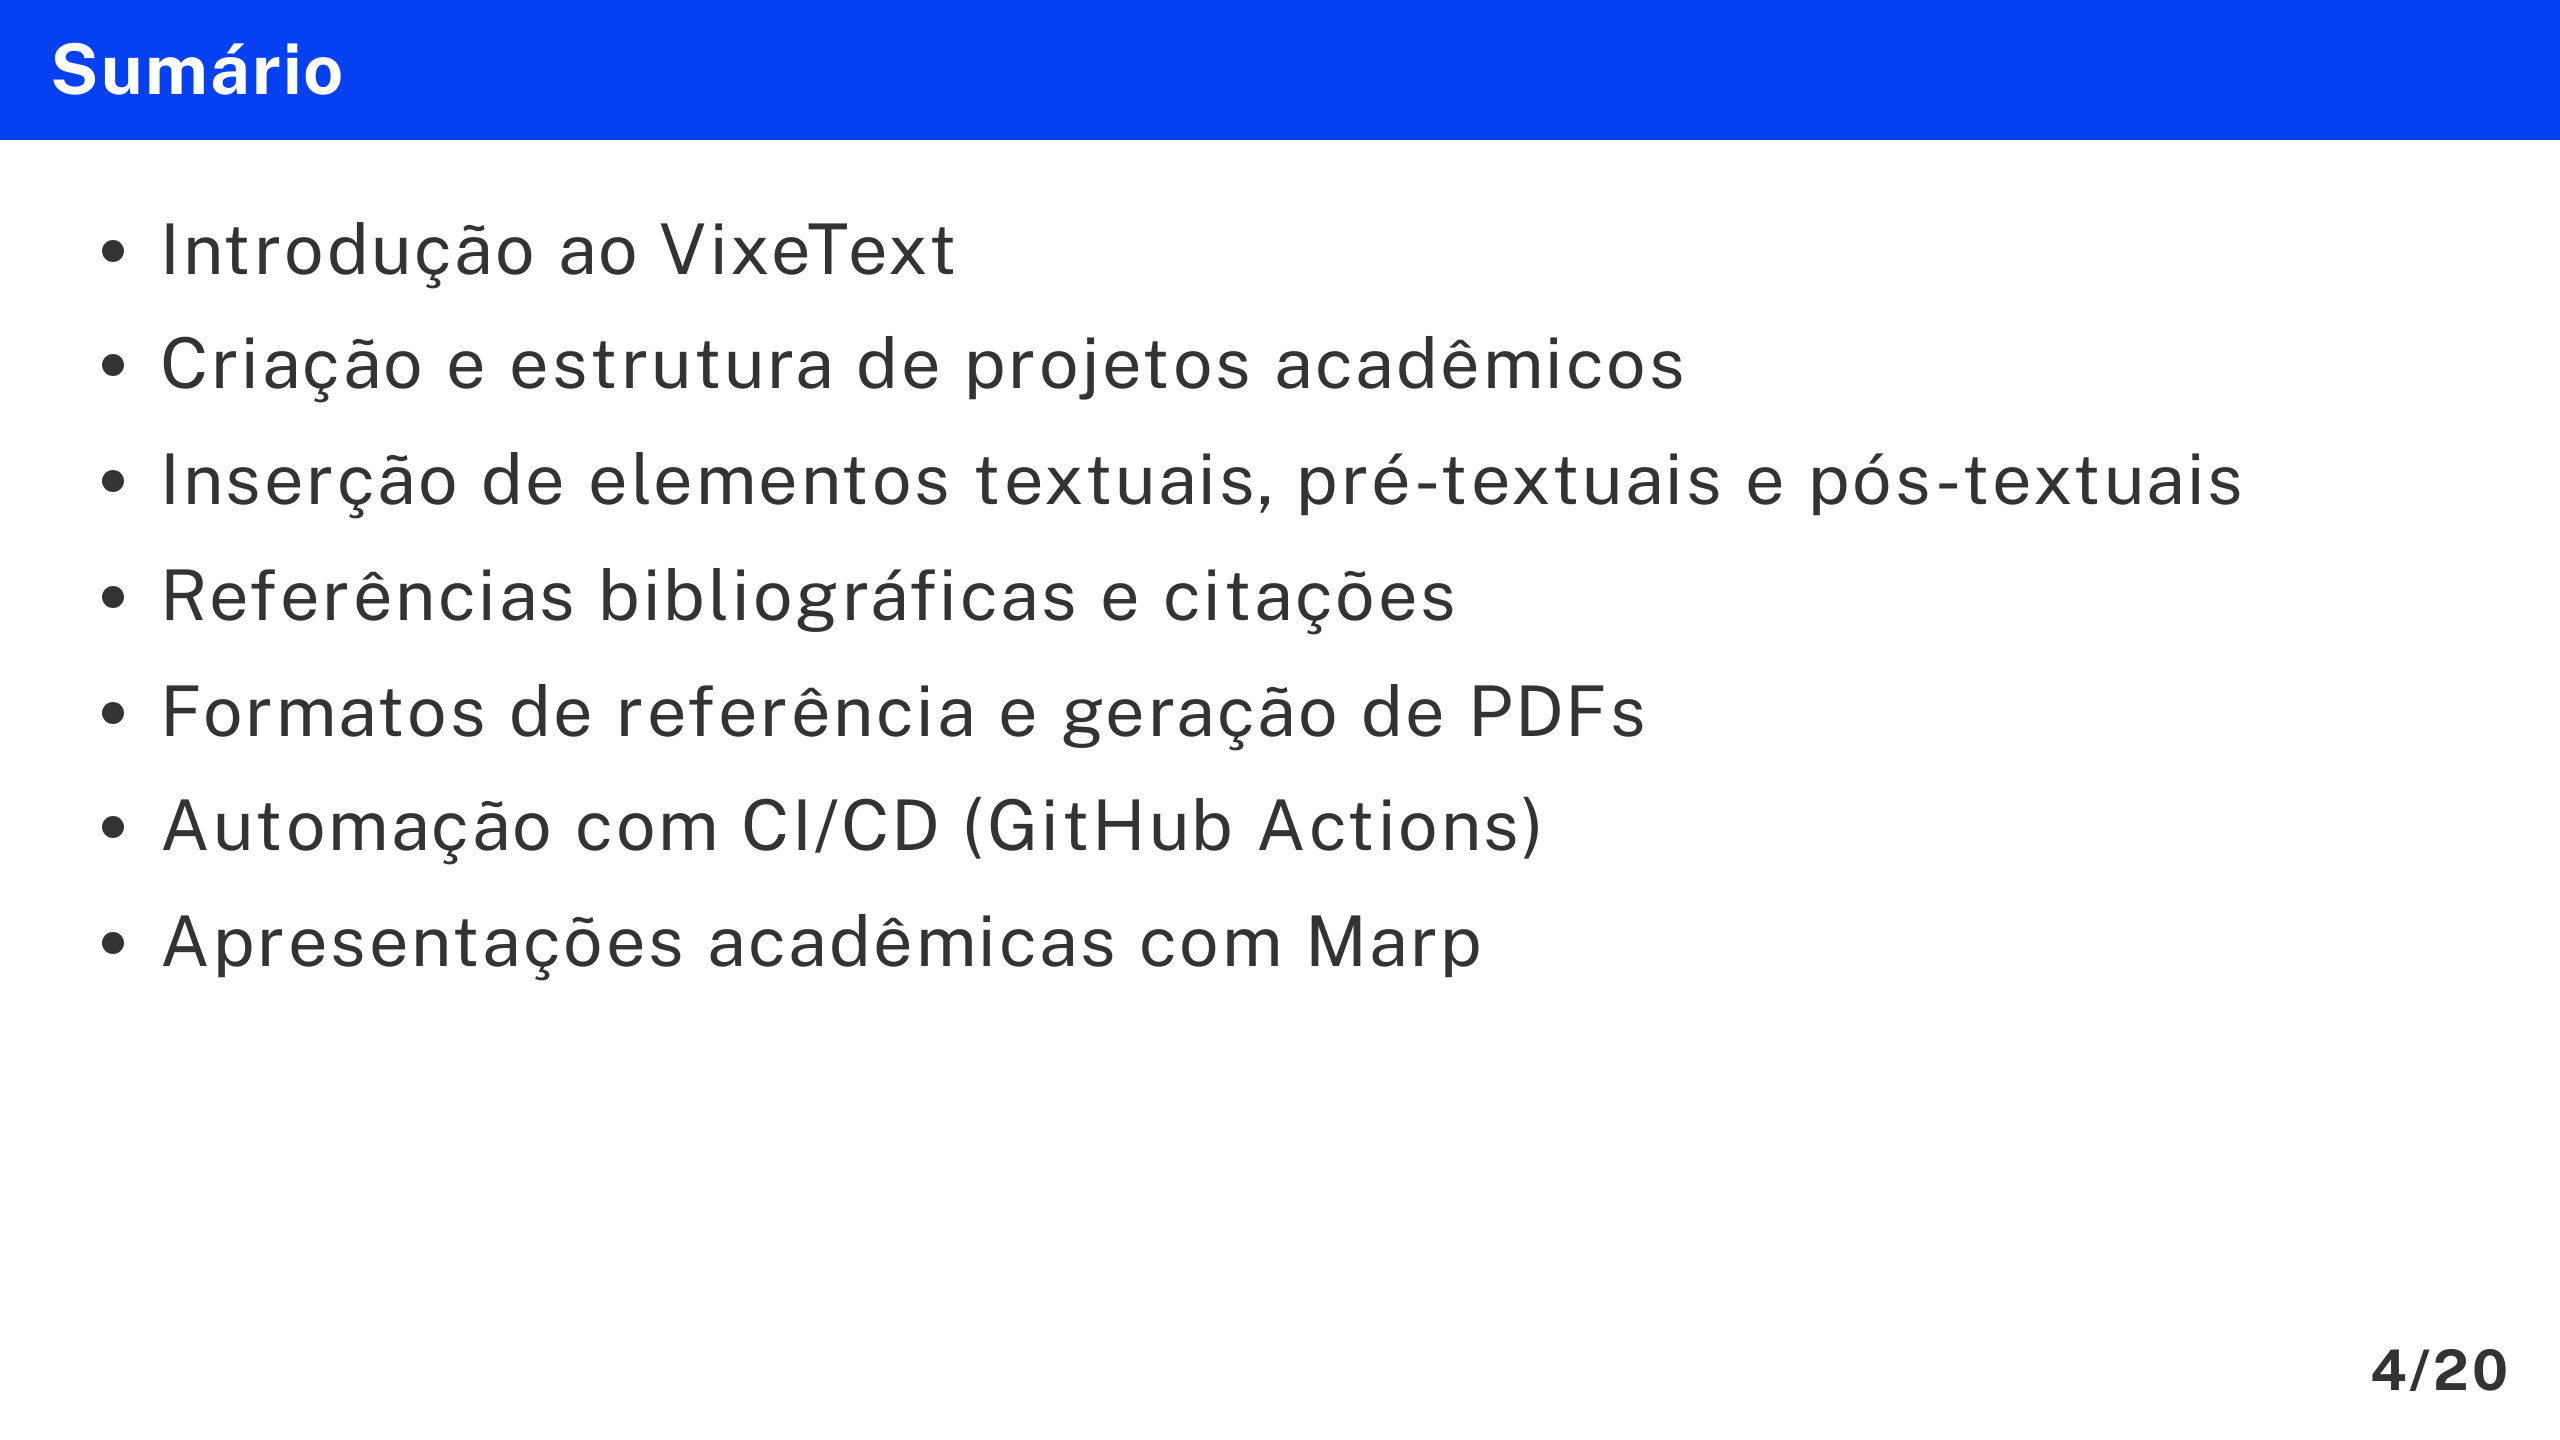 Sumário
• Introdução ao VixeText
• Criação e estrutura de projetos acadêmicos
• Inserção de elementos textuais, pré-textuais e pós-textuais
• Referências bibliográficas e citações
• Formatos de referência e geração de PDFs
• Automação com CI/CD (GitHub Actions)
• Apresentações acadêmicas com Marp
4/20